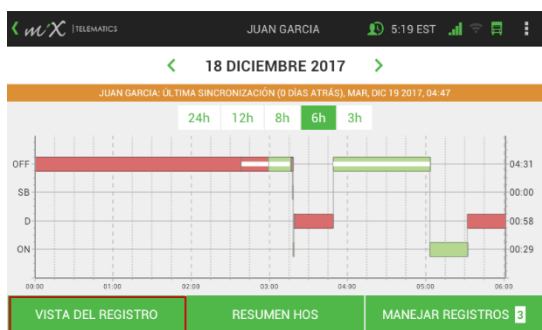 miX TELEMATICS JUAN GARCIA 5:19 EST
18 DICIEMBRE 2017
JUAN GARCIA: ÚLTIMA SINCRONIZACIÓN (0 DÍAS ATRÁS), MAR, DIC 19 2017, 04:47
24h 12h 8h 6h 3h
OFF 04:31
SB 00:00
D 00:58
ON 00:29
00:00 01:00 02:00 03:00 04:00 05:00 06:00
VISTA DEL REGISTRO RESUMEN HOS MANEJAR REGISTROS 3